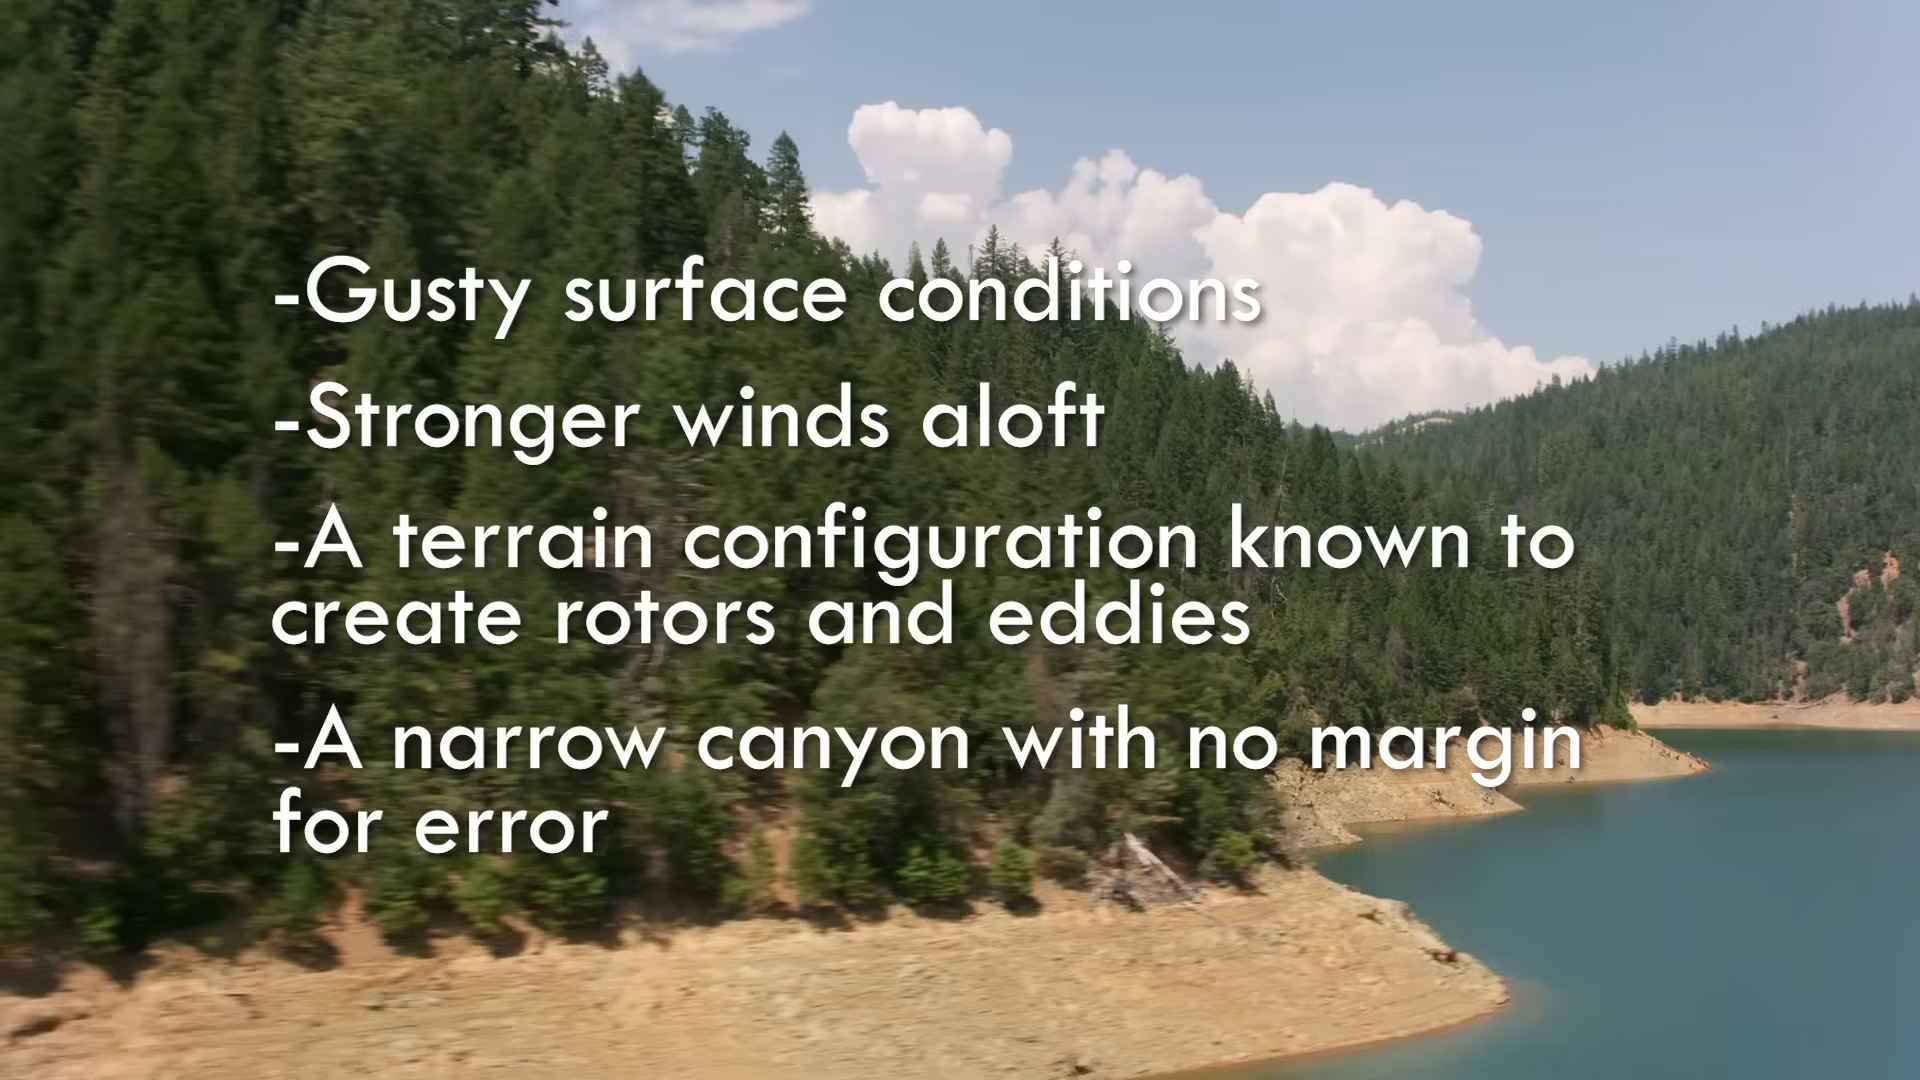 -Gusty surface conditions
-Stronger winds aloft
-A terrain configuration known to
create rotors and eddies
-A narrow canyon with no margin
for error